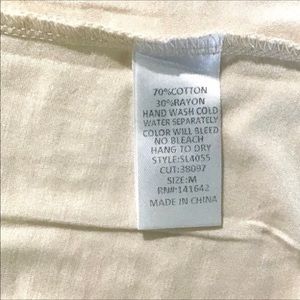 70%COTTON
30%RAYON
HAND WASH COLD
WATER SEPARATELY
COLOR WILL BLEED
NO BLEACH
HANG TO DRY
STYLE:SL4055
CUT:38097
SIZE:M
RN#:141642
MADE IN CHINA